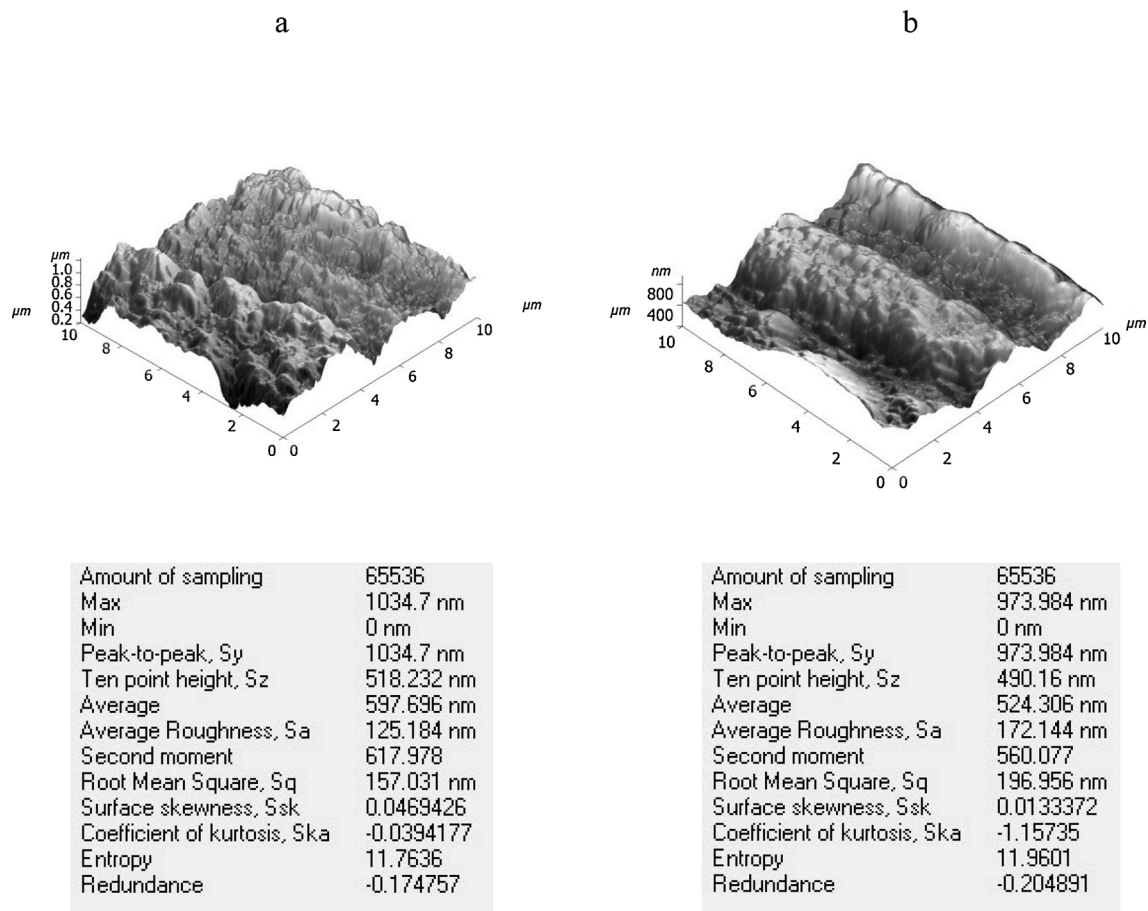 a
b
µm
1.0
0.8
0.6
0.4
0.2
µm
10
8
6
4
2
0
0
2
4
6
8
10
µm
nm
800
400
µm
10
8
6
4
2
0
0
2
4
6
8
10
µm
Amount of sampling 65536
Max 1034.7 nm
Min 0 nm
Peak-to-peak, Sy 1034.7 nm
Ten point height, Sz 518.232 nm
Average 597.696 nm
Average Roughness, Sa 125.184 nm
Second moment 617.978
Root Mean Square, Sq 157.031 nm
Surface skewness, Ssk 0.0469426
Coefficient of kurtosis, Ska -0.0394177
Entropy 11.7636
Redundance -0.174757
Amount of sampling 65536
Max 973.984 nm
Min 0 nm
Peak-to-peak, Sy 973.984 nm
Ten point height, Sz 490.16 nm
Average 524.306 nm
Average Roughness, Sa 172.144 nm
Second moment 560.077
Root Mean Square, Sq 196.956 nm
Surface skewness, Ssk 0.0133372
Coefficient of kurtosis, Ska -1.15735
Entropy 11.9601
Redundance -0.204891